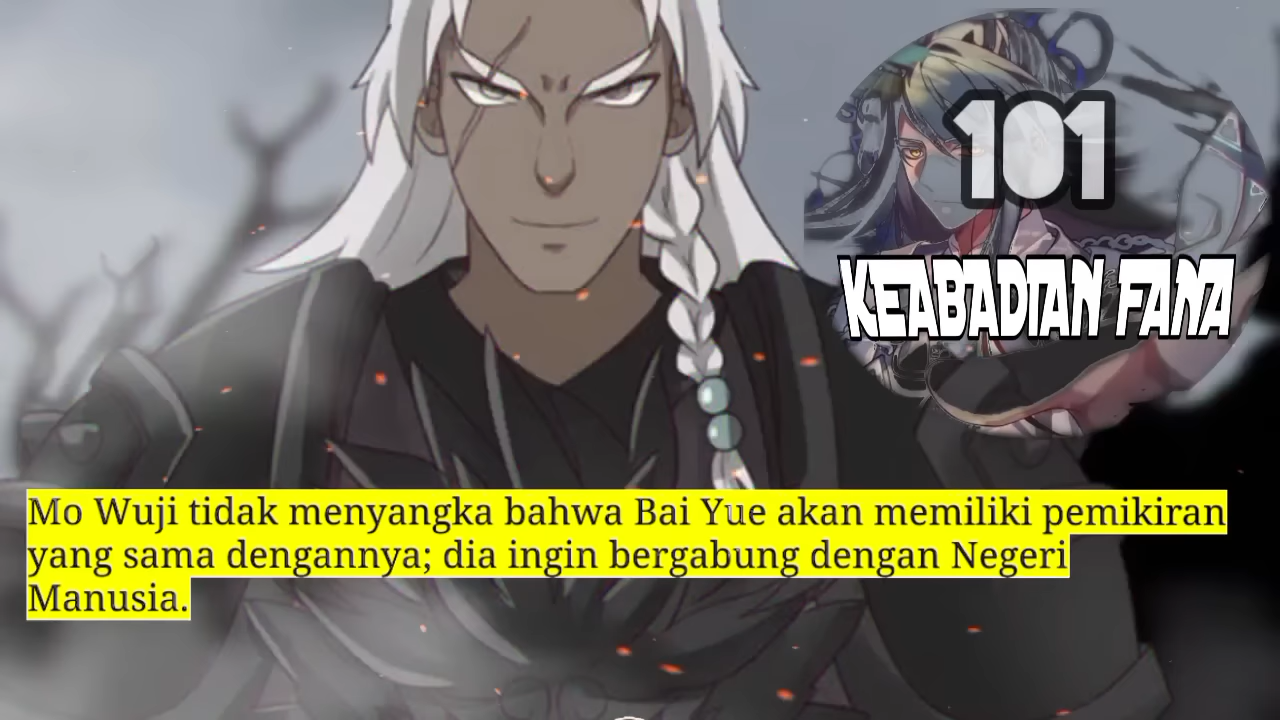 101
KEABADIAN FANA
Mo Wuji tidak menyangka bahwa Bai Yue akan memiliki pemikiran
yang sama dengannya; dia ingin bergabung dengan Negeri
Manusia.